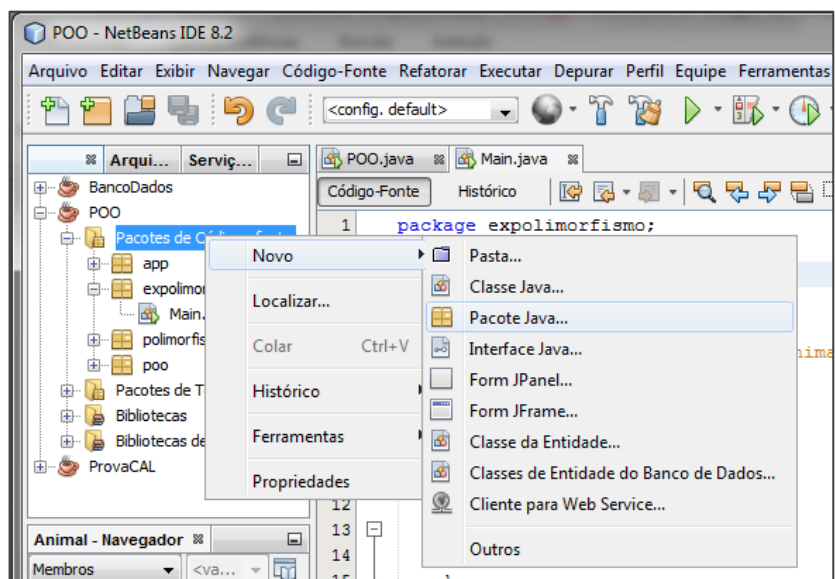 POO - NetBeans IDE 8.2
Arquivo Editar Exibir Navegar Código-Fonte Refatorar Executar Depurar Perfil Equipe Ferramentas
<config. default>
Arqui... Serviç...
POO.java Main.java
BancoDados
Código-Fonte Histórico
POO
1 package expolimorfismo;
Pacotes de
app
expolimor
Main.
polimorfis
poo
Pacotes de T
Bibliotecas
Bibliotecas de
ProvaCAL
Novo
Localizar...
Colar Ctrl+V
Histórico
Ferramentas
Propriedades
Pasta...
Classe Java...
Pacote Java...
Interface Java...
Form JPanel...
Form JFrame...
Classe da Entidade...
Classes de Entidade do Banco de Dados...
Cliente para Web Service...
Outros
nima
12
13
14
Animal - Navegador
Membros <va...